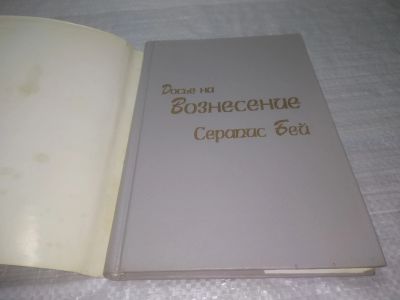 Досье на
Вознесение
Серапис Бей